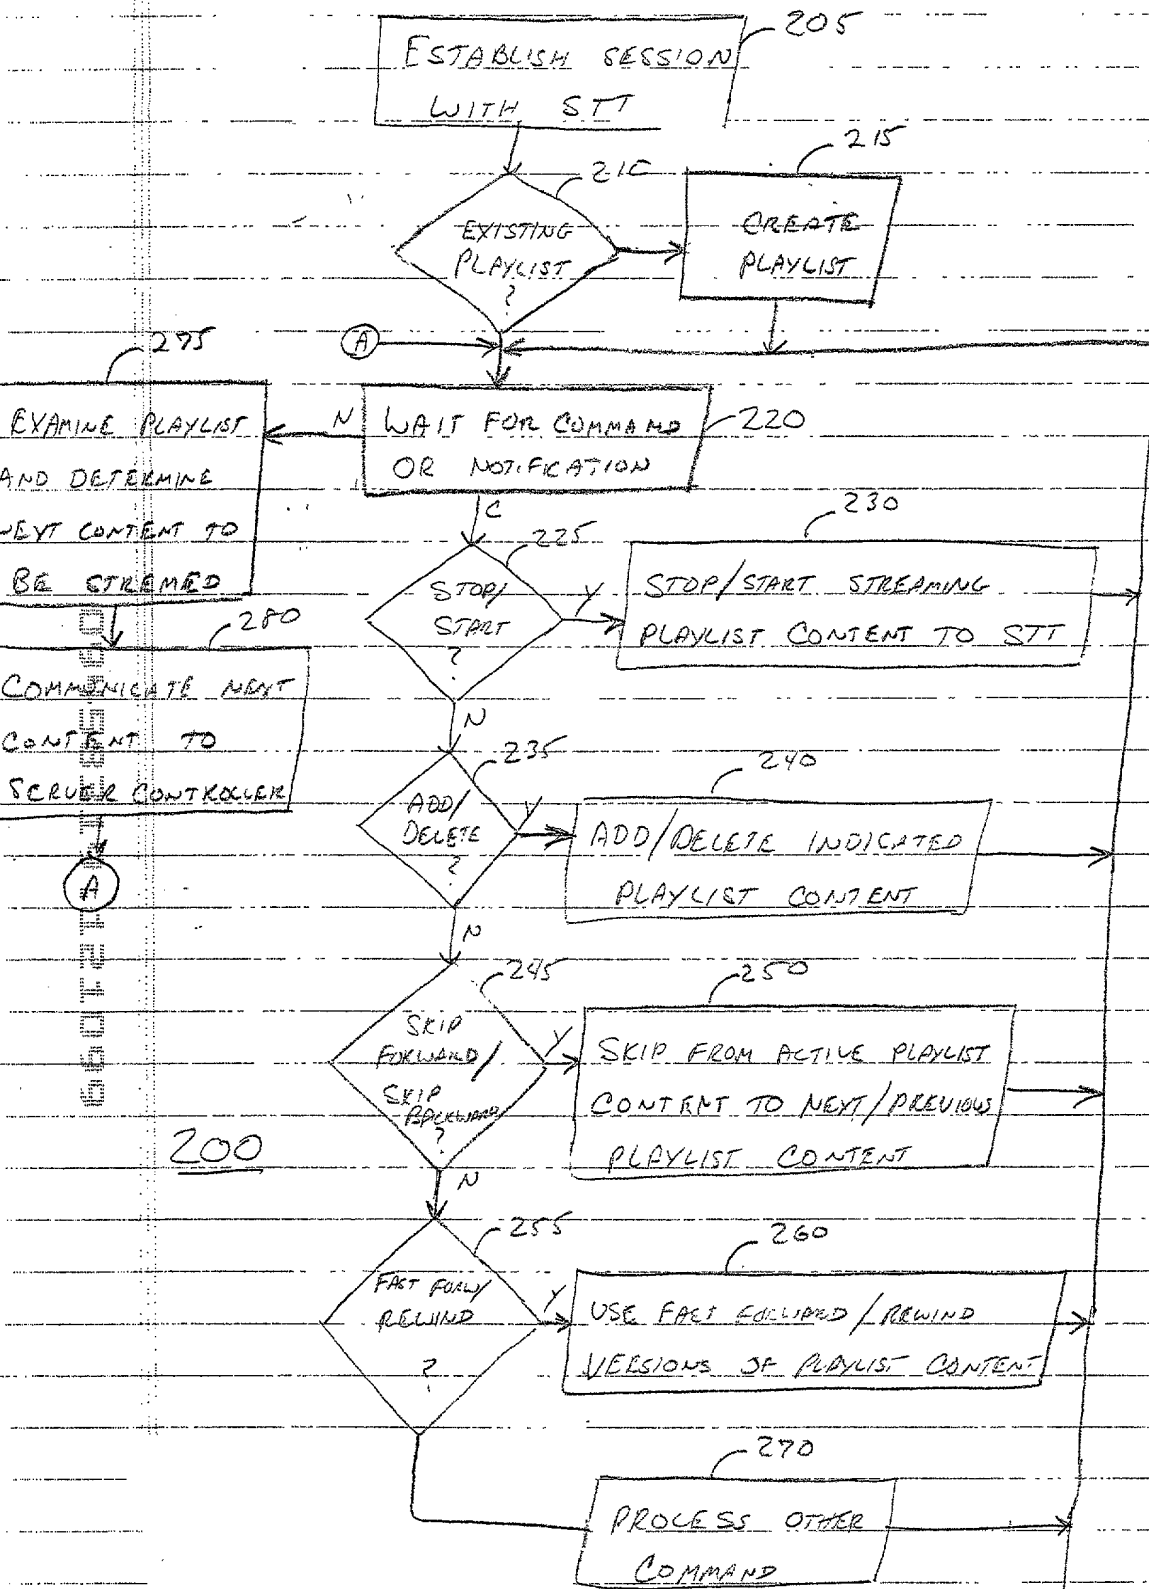 205
ESTABLISH SESSION
WITH STT
210
EXISTING
PLAYLIST
?
215
CREATE
PLAYLIST
A
275
EXAMINE PLAYLIST
AND DETERMINE
NEXT CONTENT TO
BE STREMED
N
WAIT FOR COMMAND
OR NOTIFICATION
220
C
225
STOP/
START
?
Y
230
STOP/START STREAMING
PLAYLIST CONTENT TO STT
280
COMMUNICATE NEXT
CONTENT TO
SERVER CONTROLLER
A
N
235
ADD/
DELETE
?
Y
240
ADD/DELETE INDICATED
PLAYLIST CONTENT
N
245
SKIP
FORWARD/
SKIP
BACKWARD
?
Y
250
SKIP FROM ACTIVE PLAYLIST
CONTENT TO NEXT/PREVIOUS
PLAYLIST CONTENT
200
N
255
FAST FORW/
REWIND
?
Y
260
USE FAST FORWARD/REWIND
VERSIONS OF PLAYLIST CONTENT
270
PROCESS OTHER
COMMAND